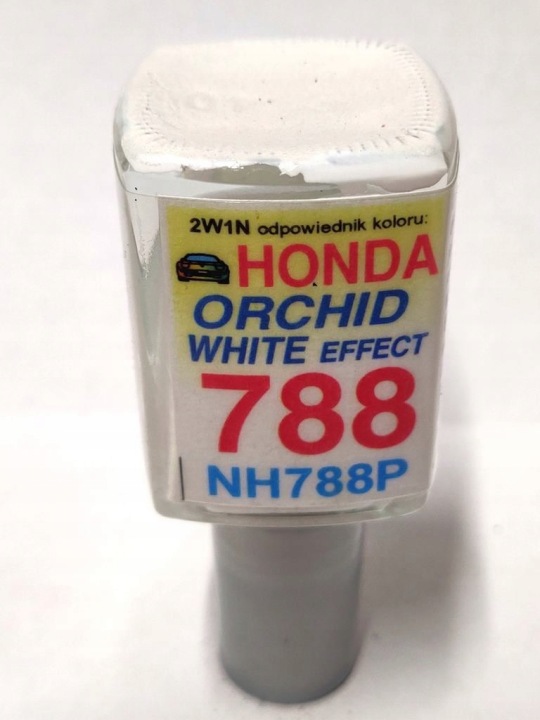 2W1N odpowiednik koloru:
HONDA
ORCHID
WHITE EFFECT
788
NH788P